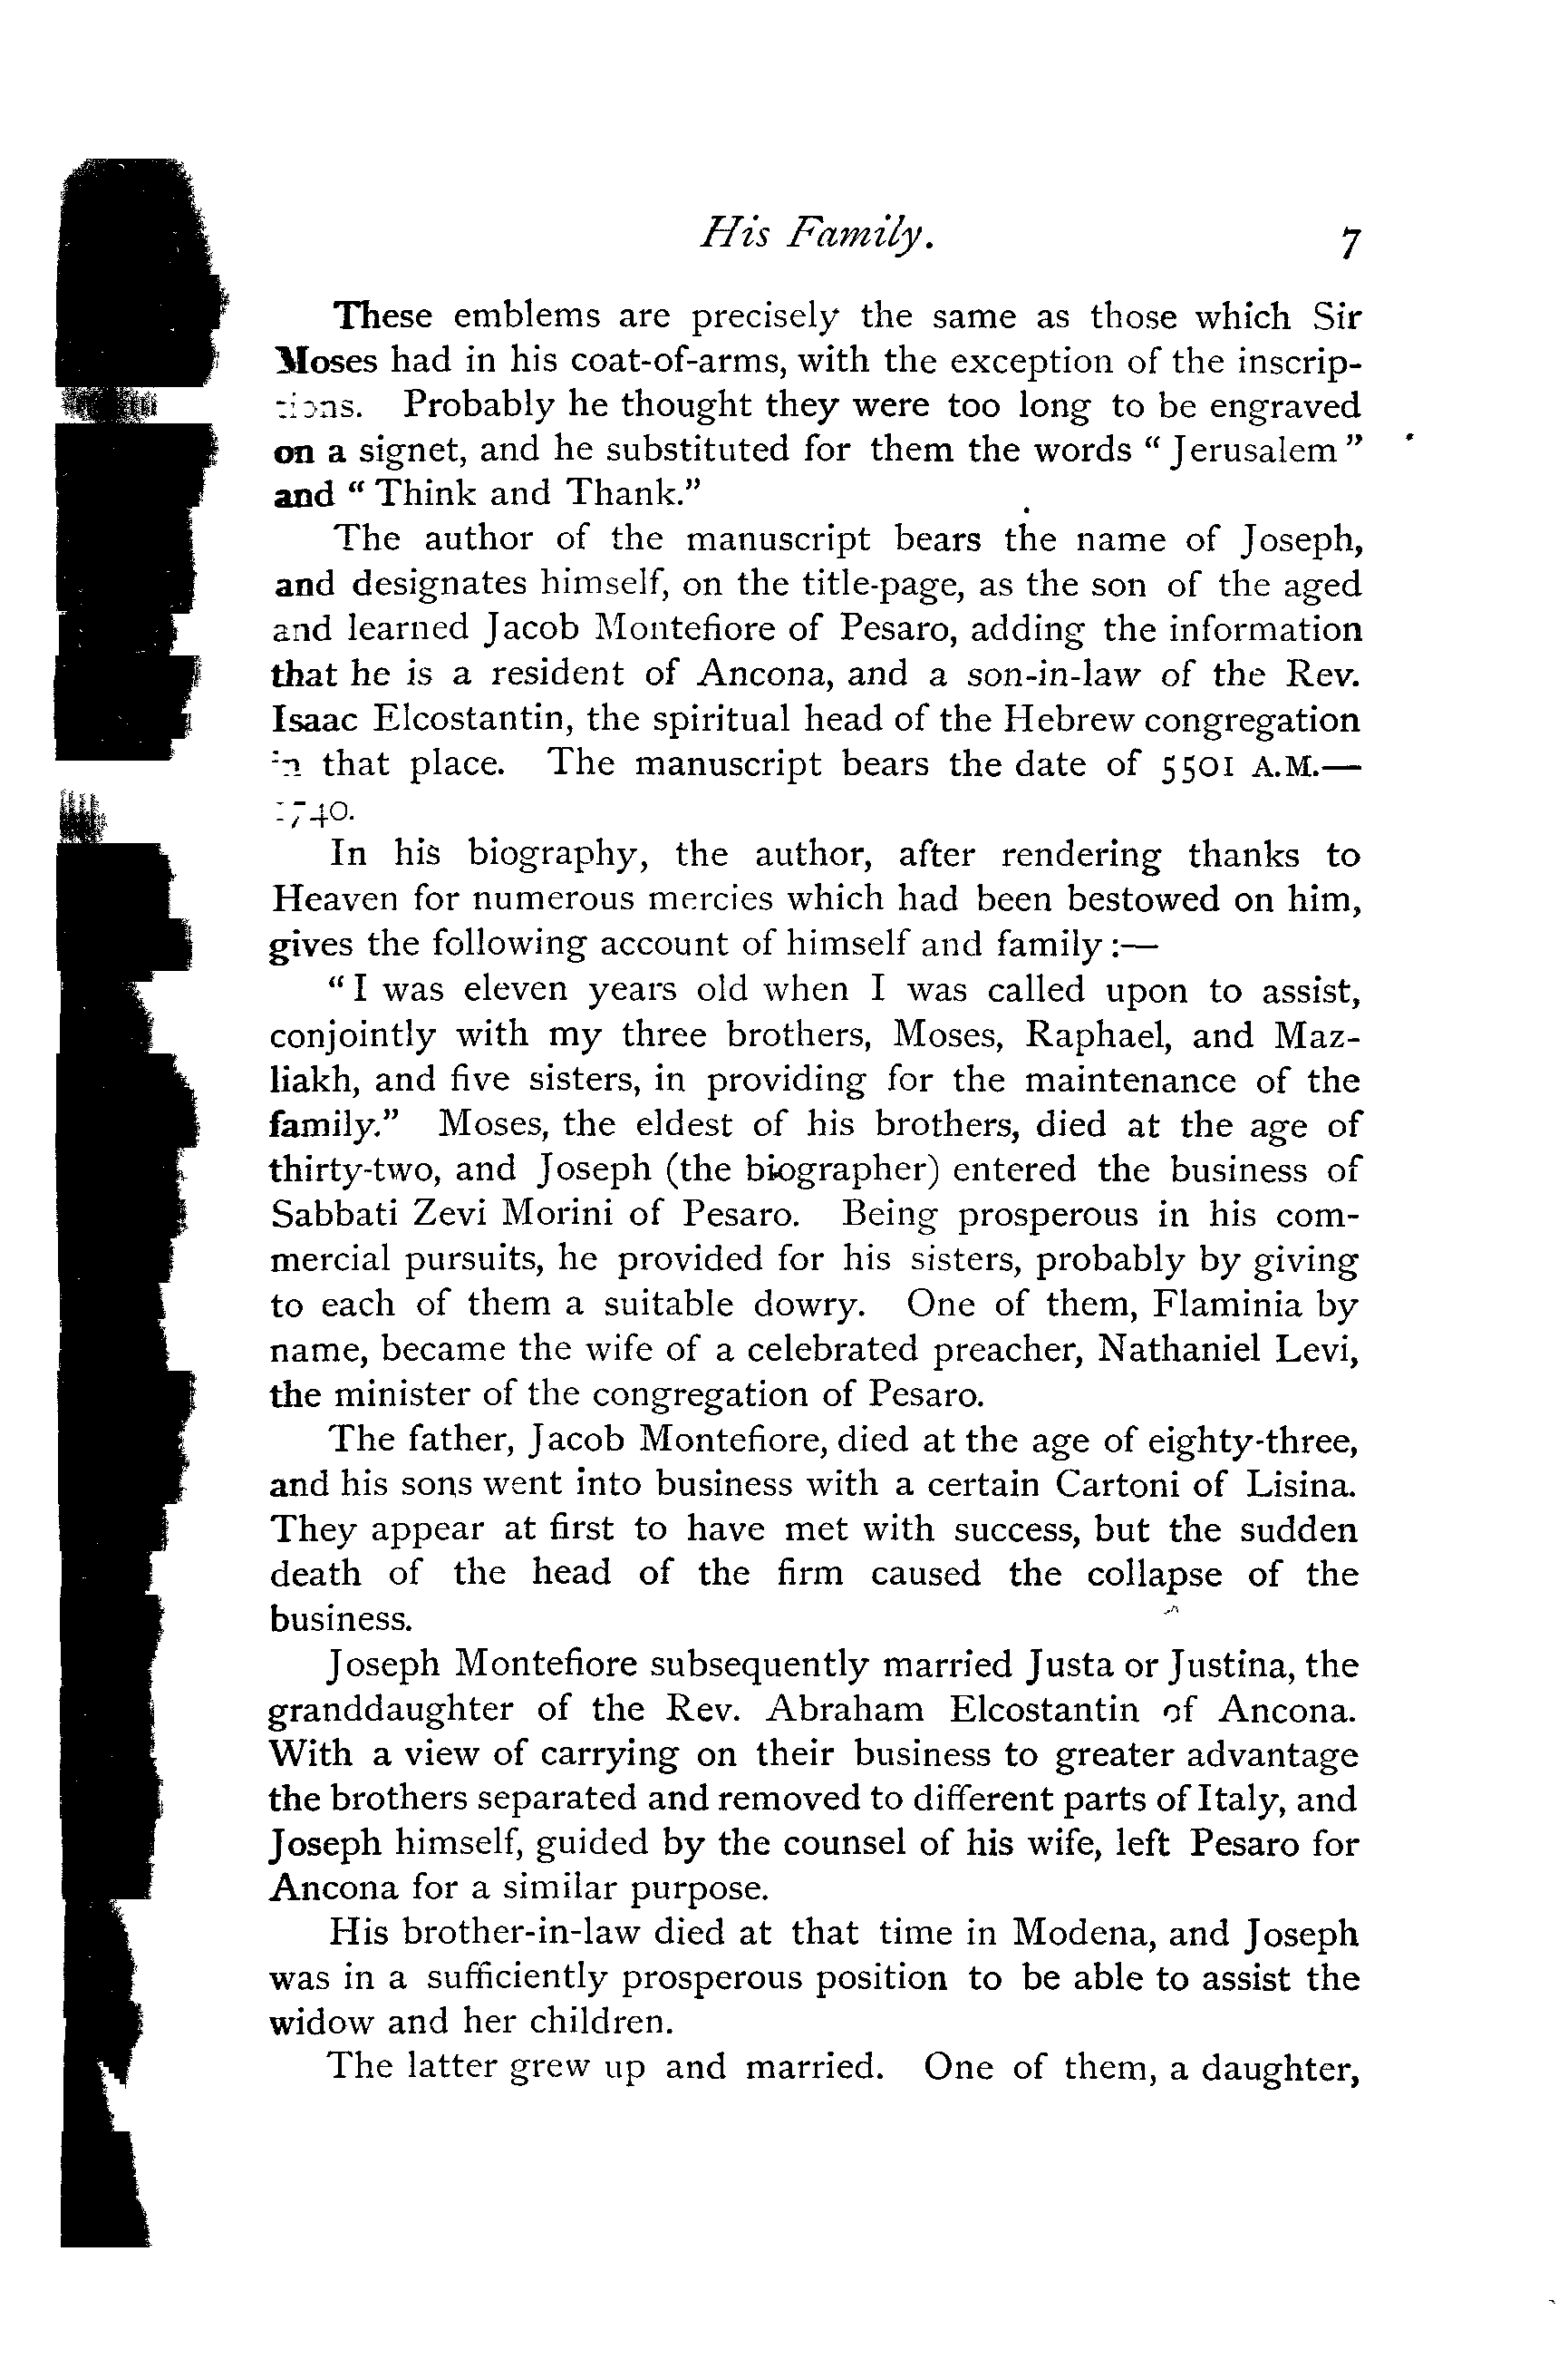 His Family. 7
These emblems are precisely the same as those which Sir
Moses had in his coat-of-arms, with the exception of the inscrip-
tions. Probably he thought they were too long to be engraved
on a signet, and he substituted for them the words “Jerusalem”
and “Think and Thank.”
The author of the manuscript bears the name of Joseph,
and designates himself, on the title-page, as the son of the aged
and learned Jacob Montefiore of Pesaro, adding the information
that he is a resident of Ancona, and a son-in-law of the Rev.
Isaac Elcostantin, the spiritual head of the Hebrew congregation
in that place. The manuscript bears the date of 5501 A.M.—
1740.
In his biography, the author, after rendering thanks to
Heaven for numerous mercies which had been bestowed on him,
gives the following account of himself and family:—
“I was eleven years old when I was called upon to assist,
conjointly with my three brothers, Moses, Raphael, and Maz-
liakh, and five sisters, in providing for the maintenance of the
family.” Moses, the eldest of his brothers, died at the age of
thirty-two, and Joseph (the biographer) entered the business of
Sabbati Zevi Morini of Pesaro. Being prosperous in his com-
mercial pursuits, he provided for his sisters, probably by giving
to each of them a suitable dowry. One of them, Flaminia by
name, became the wife of a celebrated preacher, Nathaniel Levi,
the minister of the congregation of Pesaro.
The father, Jacob Montefiore, died at the age of eighty-three,
and his sons went into business with a certain Cartoni of Lisina.
They appear at first to have met with success, but the sudden
death of the head of the firm caused the collapse of the
business.
Joseph Montefiore subsequently married Justa or Justina, the
granddaughter of the Rev. Abraham Elcostantin of Ancona.
With a view of carrying on their business to greater advantage
the brothers separated and removed to different parts of Italy, and
Joseph himself, guided by the counsel of his wife, left Pesaro for
Ancona for a similar purpose.
His brother-in-law died at that time in Modena, and Joseph
was in a sufficiently prosperous position to be able to assist the
widow and her children.
The latter grew up and married. One of them, a daughter,